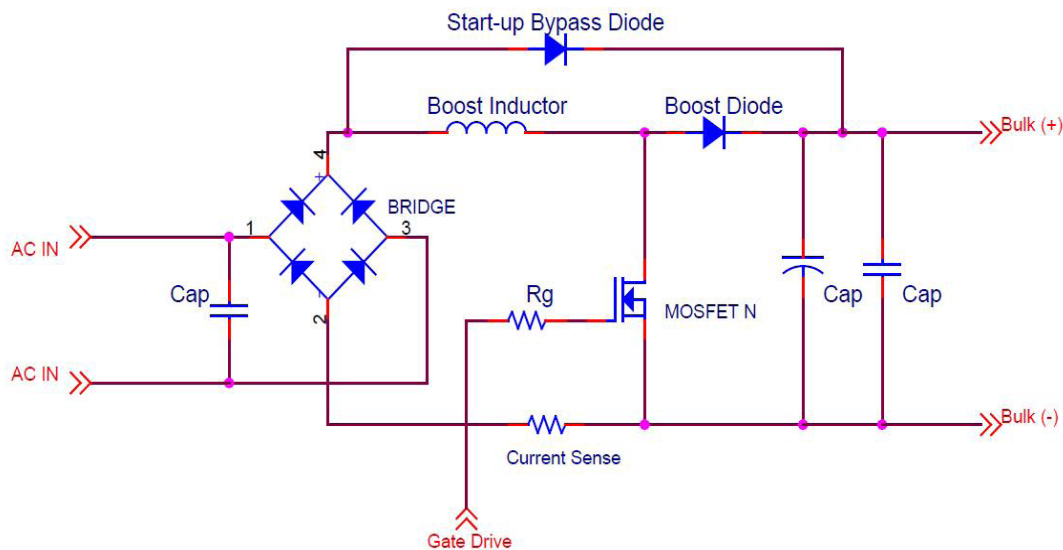 Start-up Bypass Diode
Boost Inductor
Boost Diode
Bulk (+)
4
+
BRIDGE
1
3
AC IN
Cap
-
2
Rg
MOSFET N
Cap
Cap
AC IN
Bulk (-)
Current Sense
Gate Drive